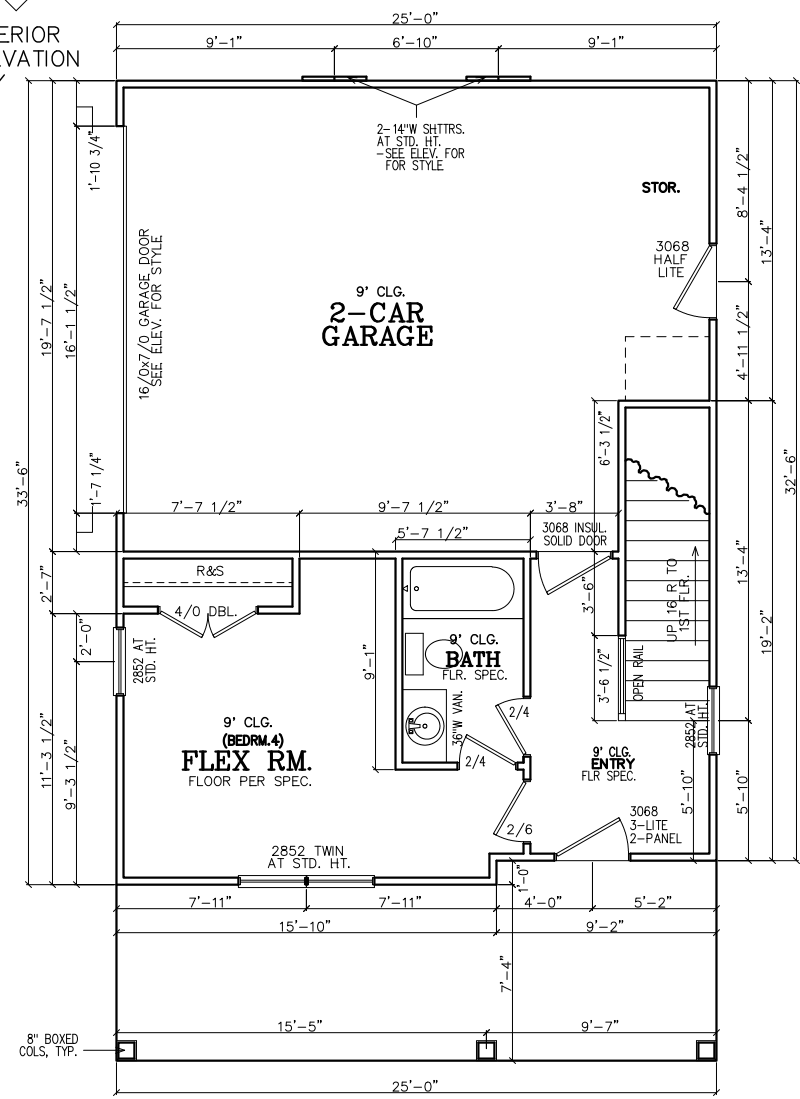 ERIOR
VATION
25'-0"
9'-1"
6'-10"
9'-1"
2-14"W SHTTRS.
AT STD. HT.
-SEE ELEV. FOR
FOR STYLE
1'-10 3/4"
STOR.
8'-4 1/2"
13'-4"
3068
HALF
LITE
16/0x7/0 GARAGE DOOR
SEE ELEV. FOR STYLE
9' CLG.
2-CAR
GARAGE
19'-7 1/2"
16'-1 1/2"
4'-11 1/2"
33'-6"
32'-6"
1'-7 1/4"
6'-3 1/2"
7'-7 1/2"
9'-7 1/2"
3'-8"
5'-7 1/2"
3068 INSUL.
SOLID DOOR
R&S
4/0 DBL.
2'-7"
2'-0"
2852 AT
STD. HT.
3'-6"
UP 16 R TO
1ST FLR.
13'-4"
19'-2"
9'-1"
9' CLG.
BATH
FLR. SPEC.
OPEN RAIL
3'-6 1/2"
36"W VAN.
2/4
2/4
2852 AT
STD. HT.
9' CLG.
(BEDRM.4)
FLEX RM.
FLOOR PER SPEC.
9' CLG.
ENTRY
FLR SPEC.
11'-3 1/2"
9'-3 1/2"
5'-10"
5'-10"
2/6
3068
3-LITE
2-PANEL
2852 TWIN
AT STD. HT.
1'-0"
7'-11"
7'-11"
4'-0"
5'-2"
15'-10"
9'-2"
7'-4"
15'-5"
9'-7"
8" BOXED
COLS, TYP.
25'-0"